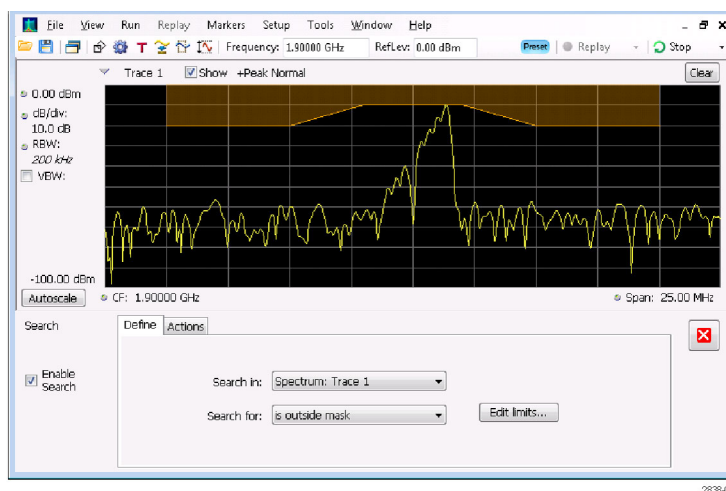 File View Run Replay Markers Setup Tools Window Help
T Frequency: 1.90000 GHz RefLev: 0.00 dBm Preset Replay Stop
Trace 1 Show +Peak Normal Clear
0.00 dBm
dB/div:
10.0 dB
RBW:
200 kHz
VBW:
-100.00 dBm
Autoscale CF: 1.90000 GHz Span: 25.00 MHz
Search Define Actions
Enable
Search
Search in: Spectrum: Trace 1
Search for: is outside mask Edit limits...